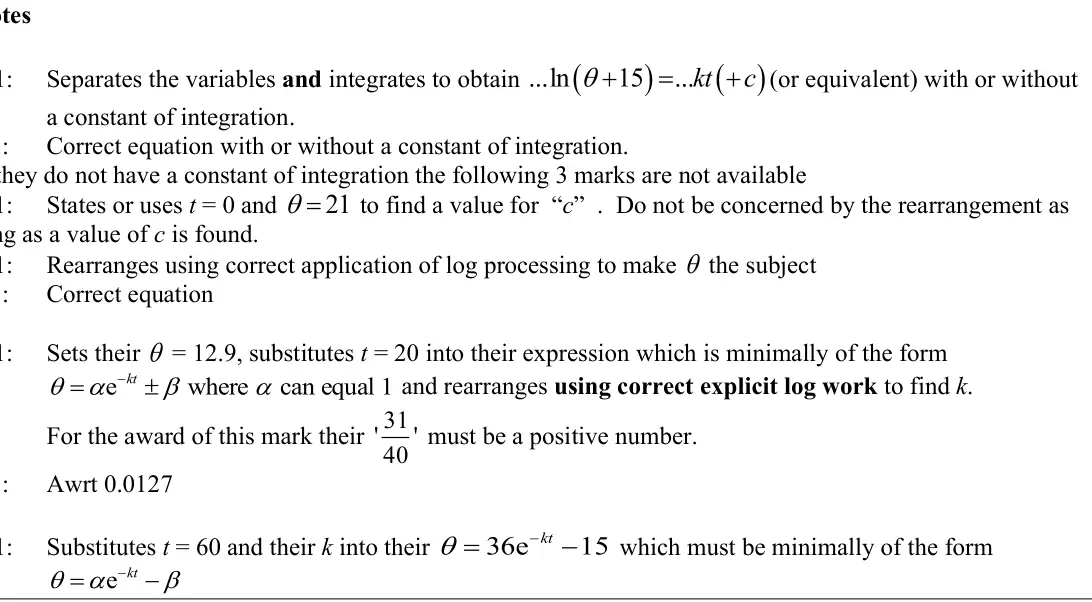 otes
1: Separates the variables and integrates to obtain ...ln(θ+15)=...kt(+c)(or equivalent) with or without
a constant of integration.
: Correct equation with or without a constant of integration.
they do not have a constant of integration the following 3 marks are not available
1: States or uses t = 0 and θ=21 to find a value for “c” . Do not be concerned by the rearrangement as
ng as a value of c is found.
1: Rearranges using correct application of log processing to make θ the subject
: Correct equation
1: Sets their θ = 12.9, substitutes t = 20 into their expression which is minimally of the form
θ=αe^{-kt} ± β where α can equal 1 and rearranges using correct explicit log work to find k.
For the award of this mark their '31/40' must be a positive number.
: Awrt 0.0127
1: Substitutes t = 60 and their k into their θ = 36e^{-kt} −15 which must be minimally of the form
θ=αe^{-kt} − β